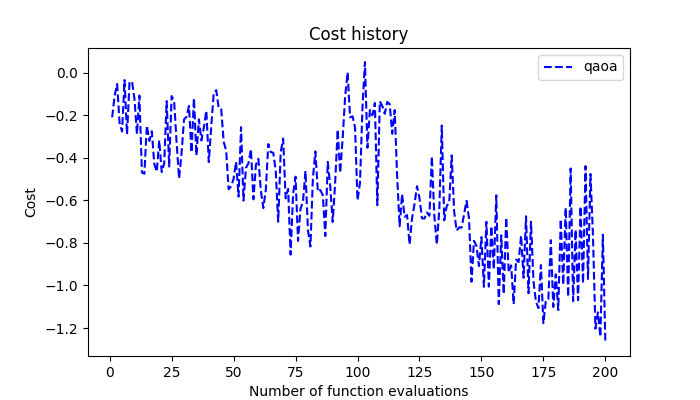 Cost history
qaoa
Cost
0.0
−0.2
−0.4
−0.6
−0.8
−1.0
−1.2
0 25 50 75 100 125 150 175 200
Number of function evaluations